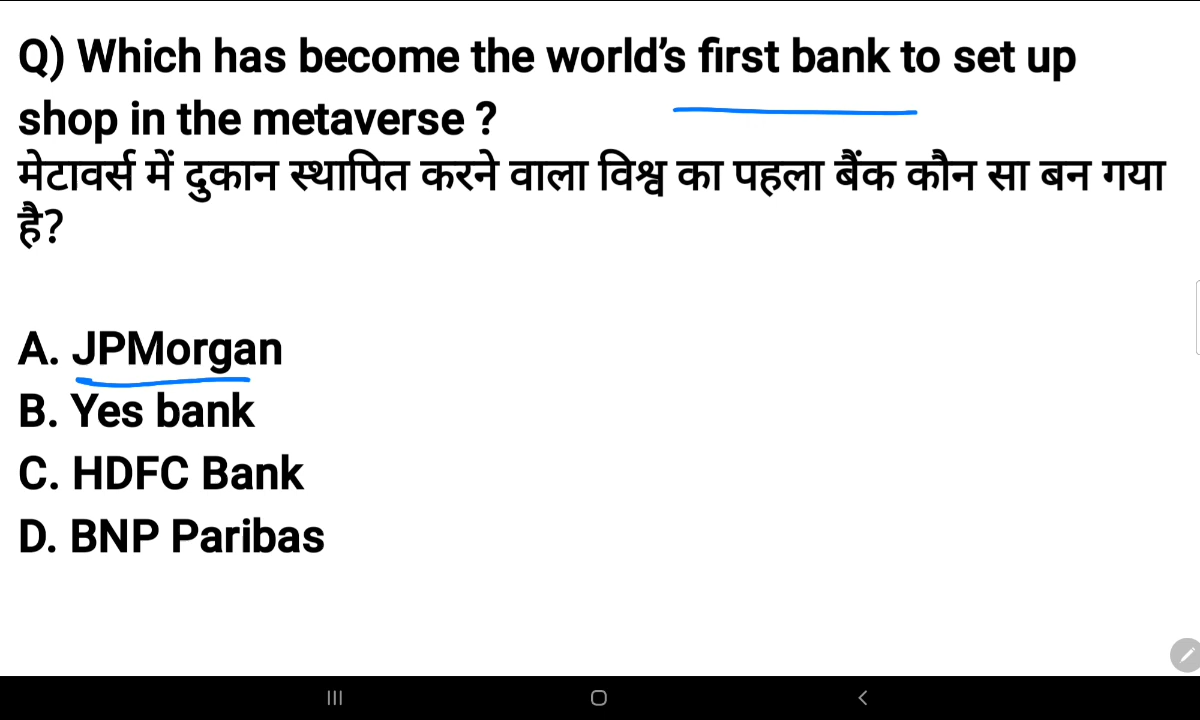 Q) Which has become the world's first bank to set up
shop in the metaverse ?
मेटावर्स में दुकान स्थापित करने वाला विश्व का पहला बैंक कौन सा बन गया
है?
A. JPMorgan
B. Yes bank
C. HDFC Bank
D. BNP Paribas